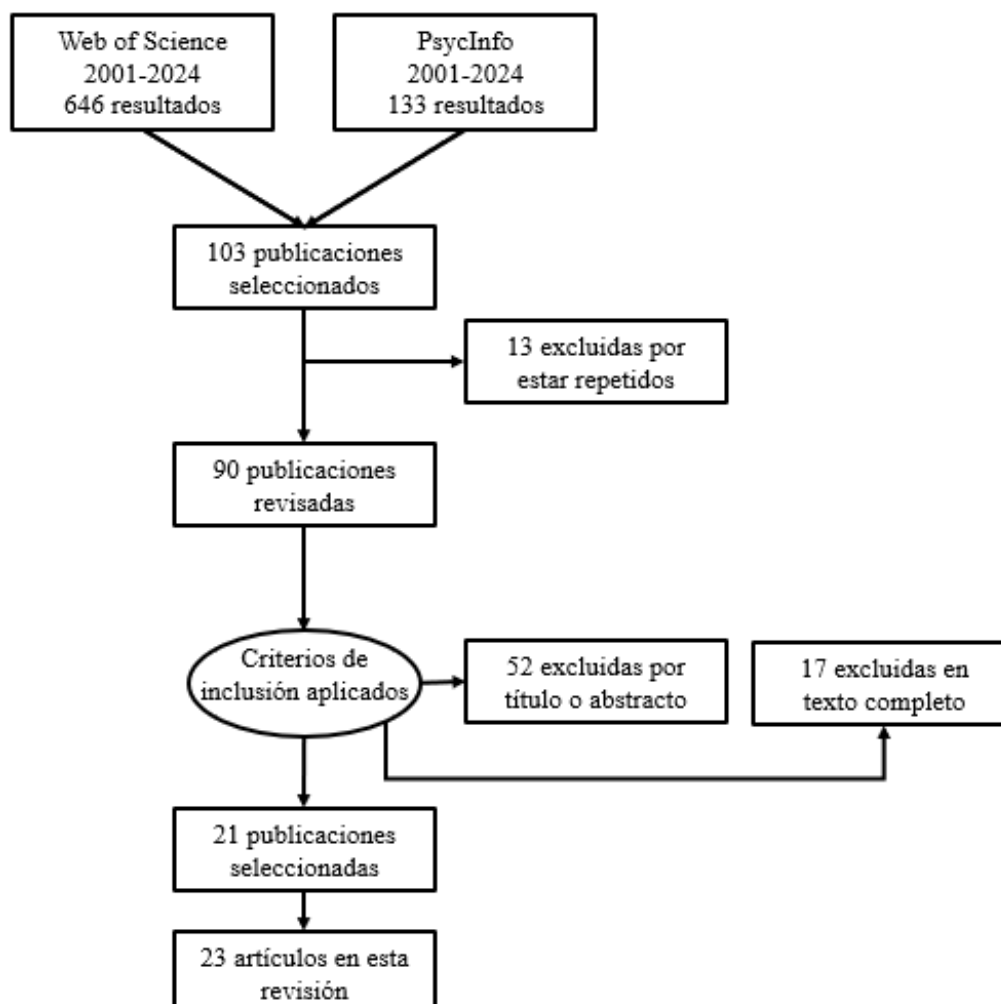 Web of Science
2001-2024
646 resultados
PsycInfo
2001-2024
133 resultados
103 publicaciones
seleccionados
13 excluidas por
estar repetidos
90 publicaciones
revisadas
Criterios de
inclusión aplicados
52 excluidas por
título o abstracto
17 excluidas en
texto completo
21 publicaciones
seleccionadas
23 artículos en esta
revisión